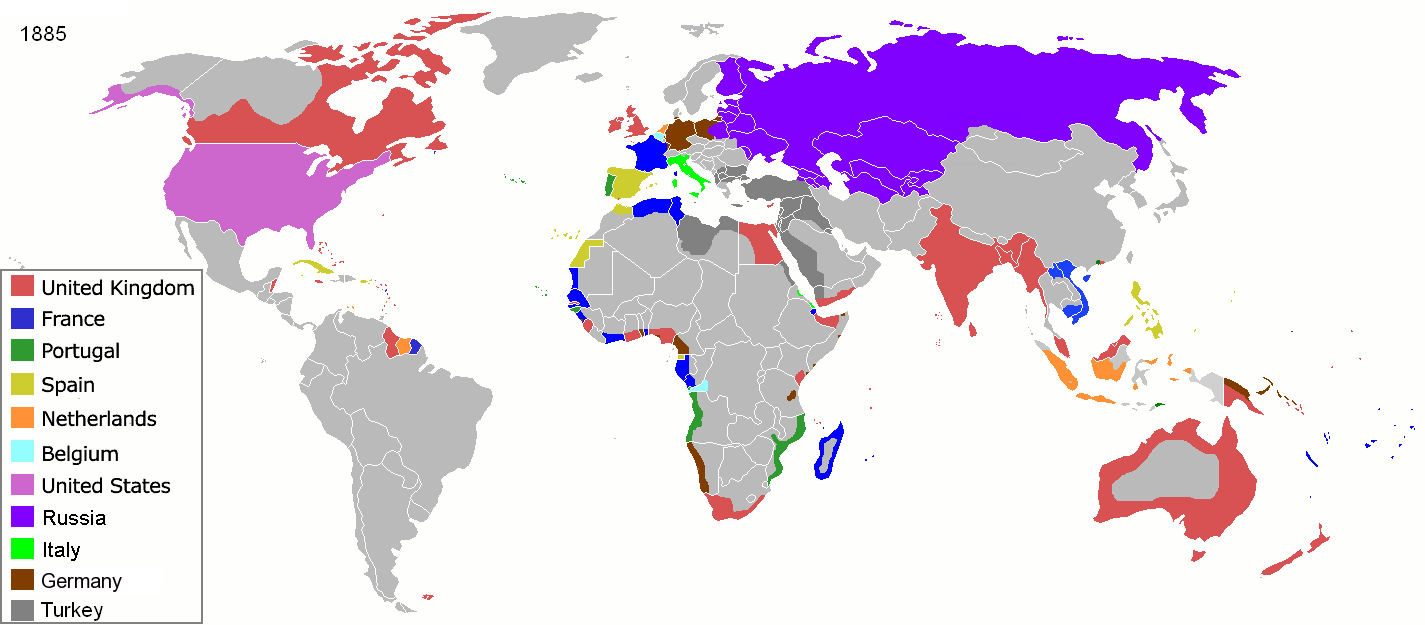 1885
United Kingdom
France
Portugal
Spain
Netherlands
Belgium
United States
Russia
Italy
Germany
Turkey